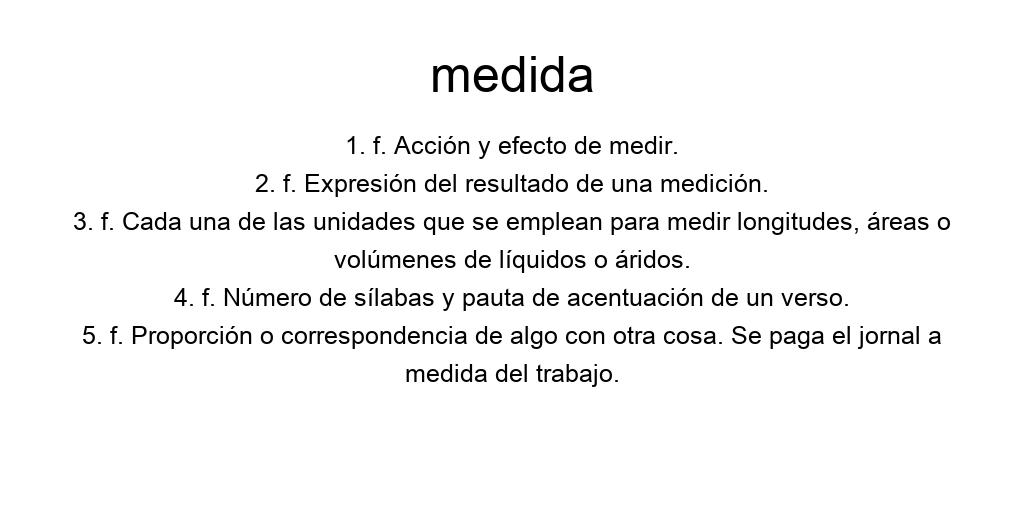 medida
1. f. Acción y efecto de medir.
2. f. Expresión del resultado de una medición.
3. f. Cada una de las unidades que se emplean para medir longitudes, áreas o
volúmenes de líquidos o áridos.
4. f. Número de sílabas y pauta de acentuación de un verso.
5. f. Proporción o correspondencia de algo con otra cosa. Se paga el jornal a
medida del trabajo.